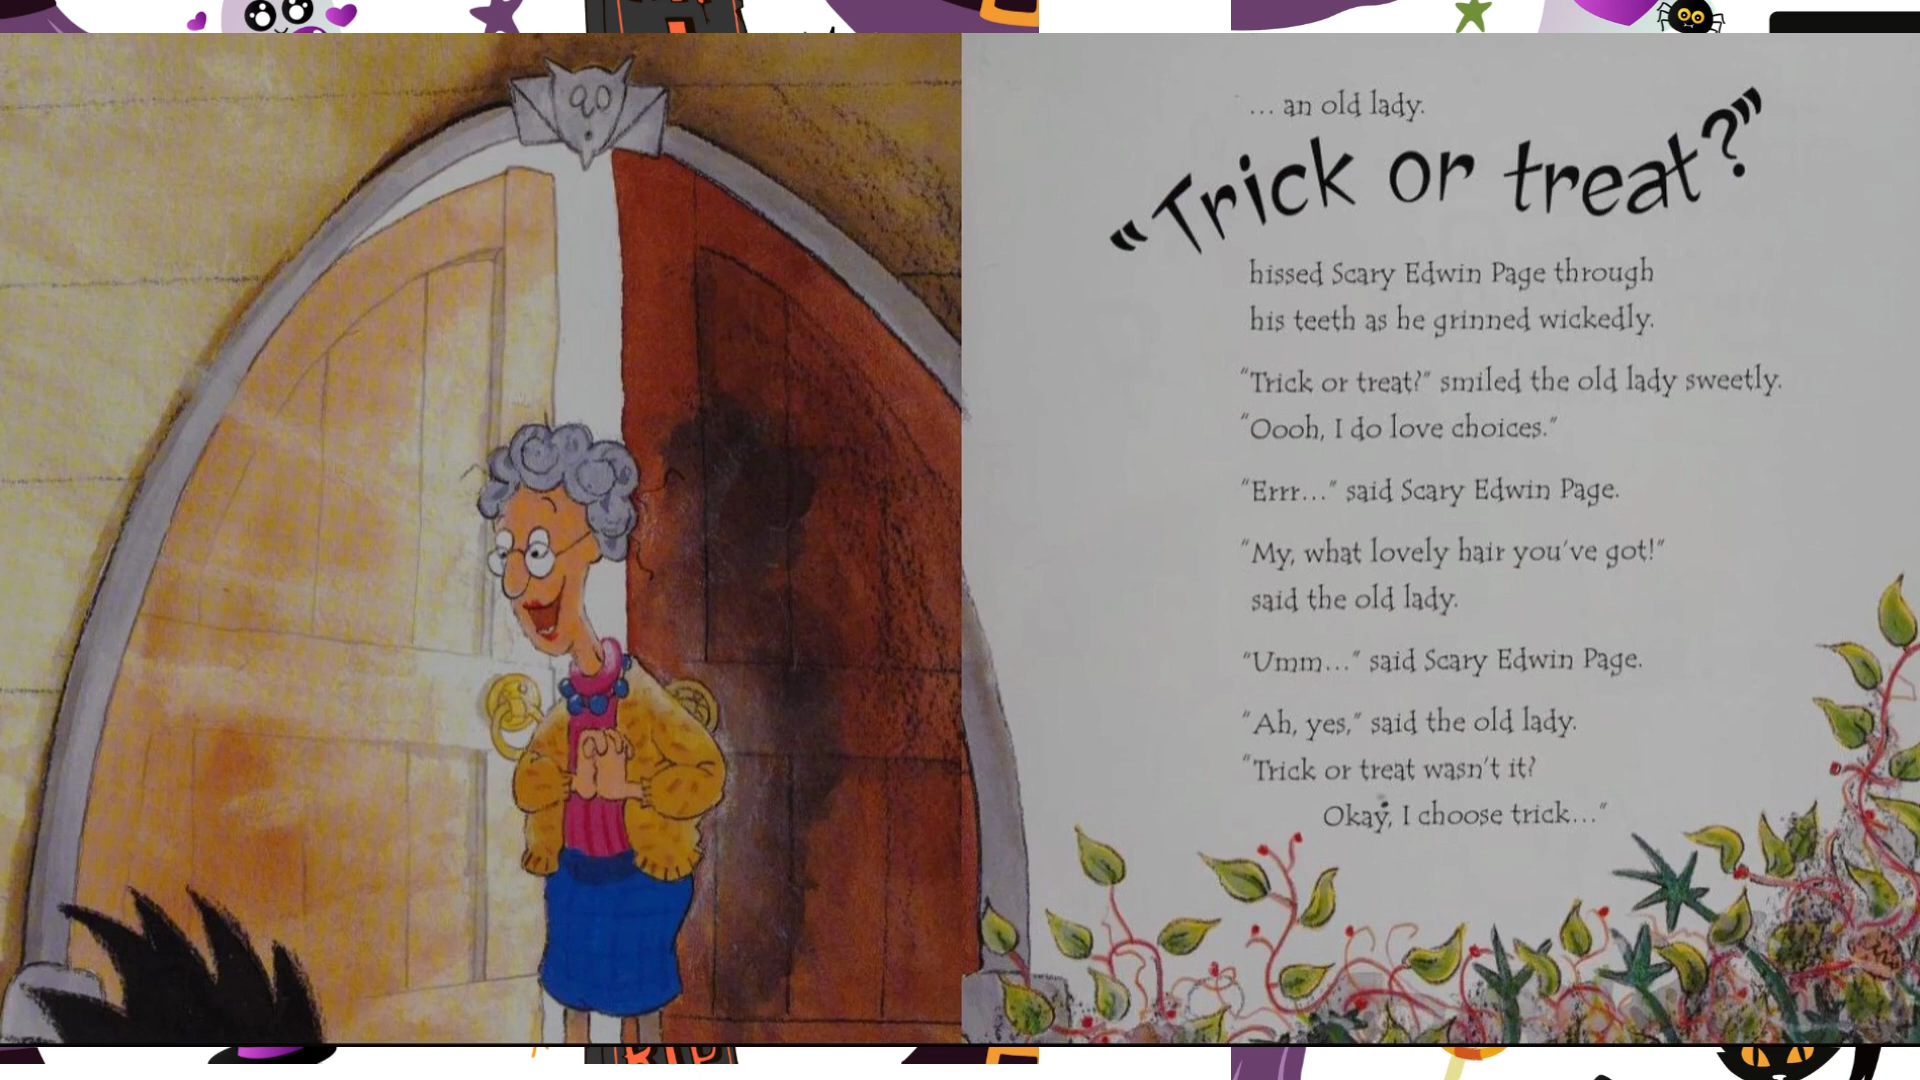 ... an old lady.
“Trick or treat?”
hissed Scary Edwin Page through
his teeth as he grinned wickedly.
“Trick or treat?” smiled the old lady sweetly.
“Oooh, I do love choices.”
“Errr...” said Scary Edwin Page.
“My, what lovely hair you’ve got!”
said the old lady.
“Umm...” said Scary Edwin Page.
“Ah, yes,” said the old lady.
“Trick or treat wasn’t it?
Okay, I choose trick...”
RIP